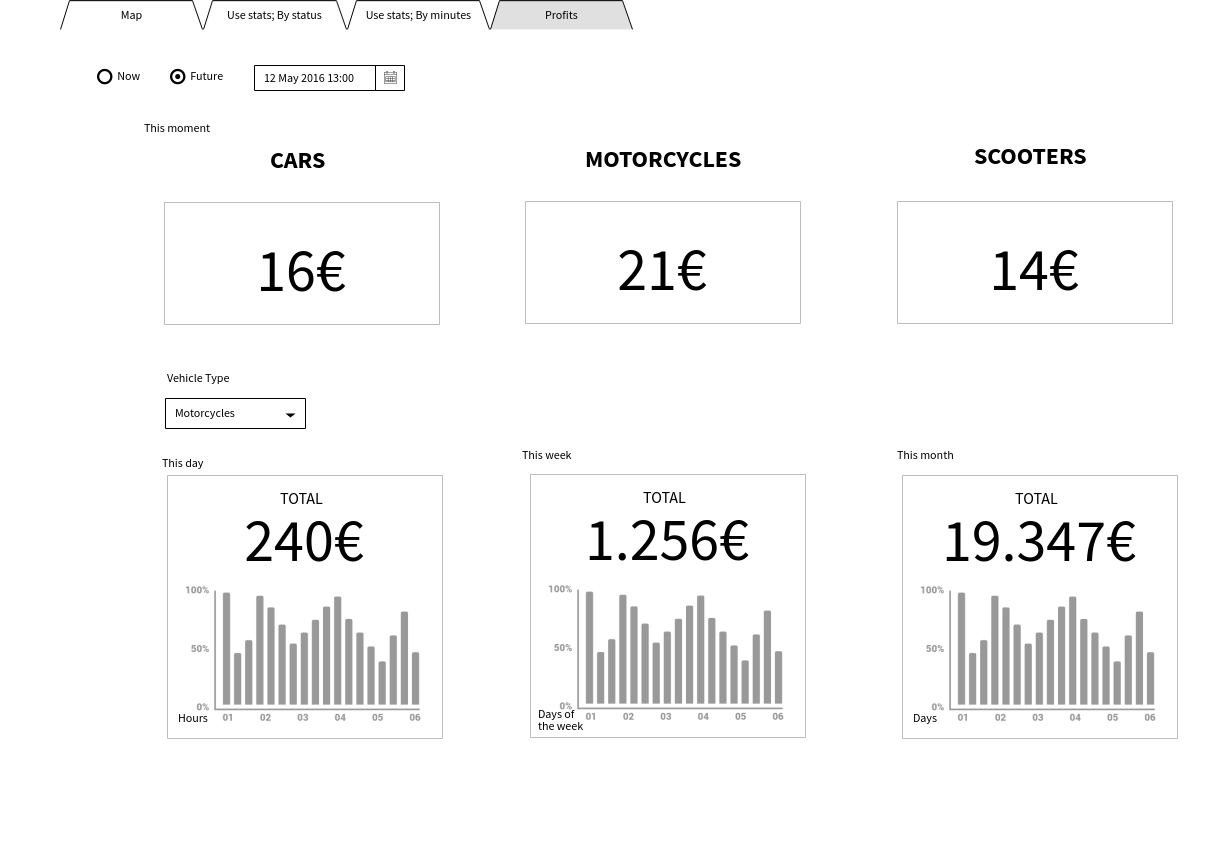 Map
Use stats; By status
Use stats; By minutes
Profits
Now
Future
12 May 2016 13:00
This moment
CARS
MOTORCYCLES
SCOOTERS
16€
21€
14€
Vehicle Type
Motorcycles
This day
TOTAL
240€
100%
50%
0%
Hours
01 02 03 04 05 06
This week
TOTAL
1.256€
100%
50%
0%
Days of
the week
01 02 03 04 05 06
This month
TOTAL
19.347€
100%
50%
0%
Days
01 02 03 04 05 06